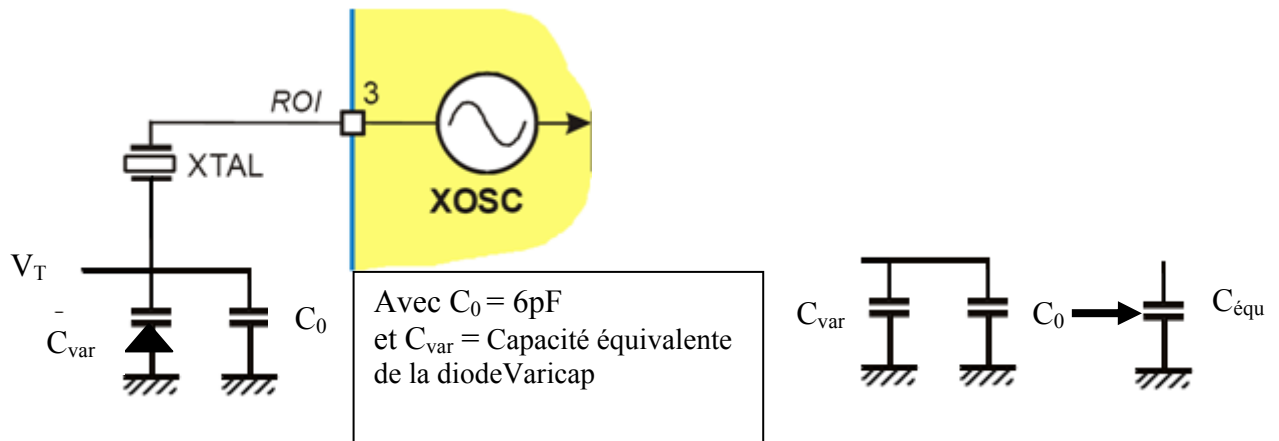 ROI
3
XTAL
XOSC
V_T
C_var
C_0
Avec C_0 = 6pF
et C_var = Capacité équivalente
de la diodeVaricap
C_var
C_0
C_équ